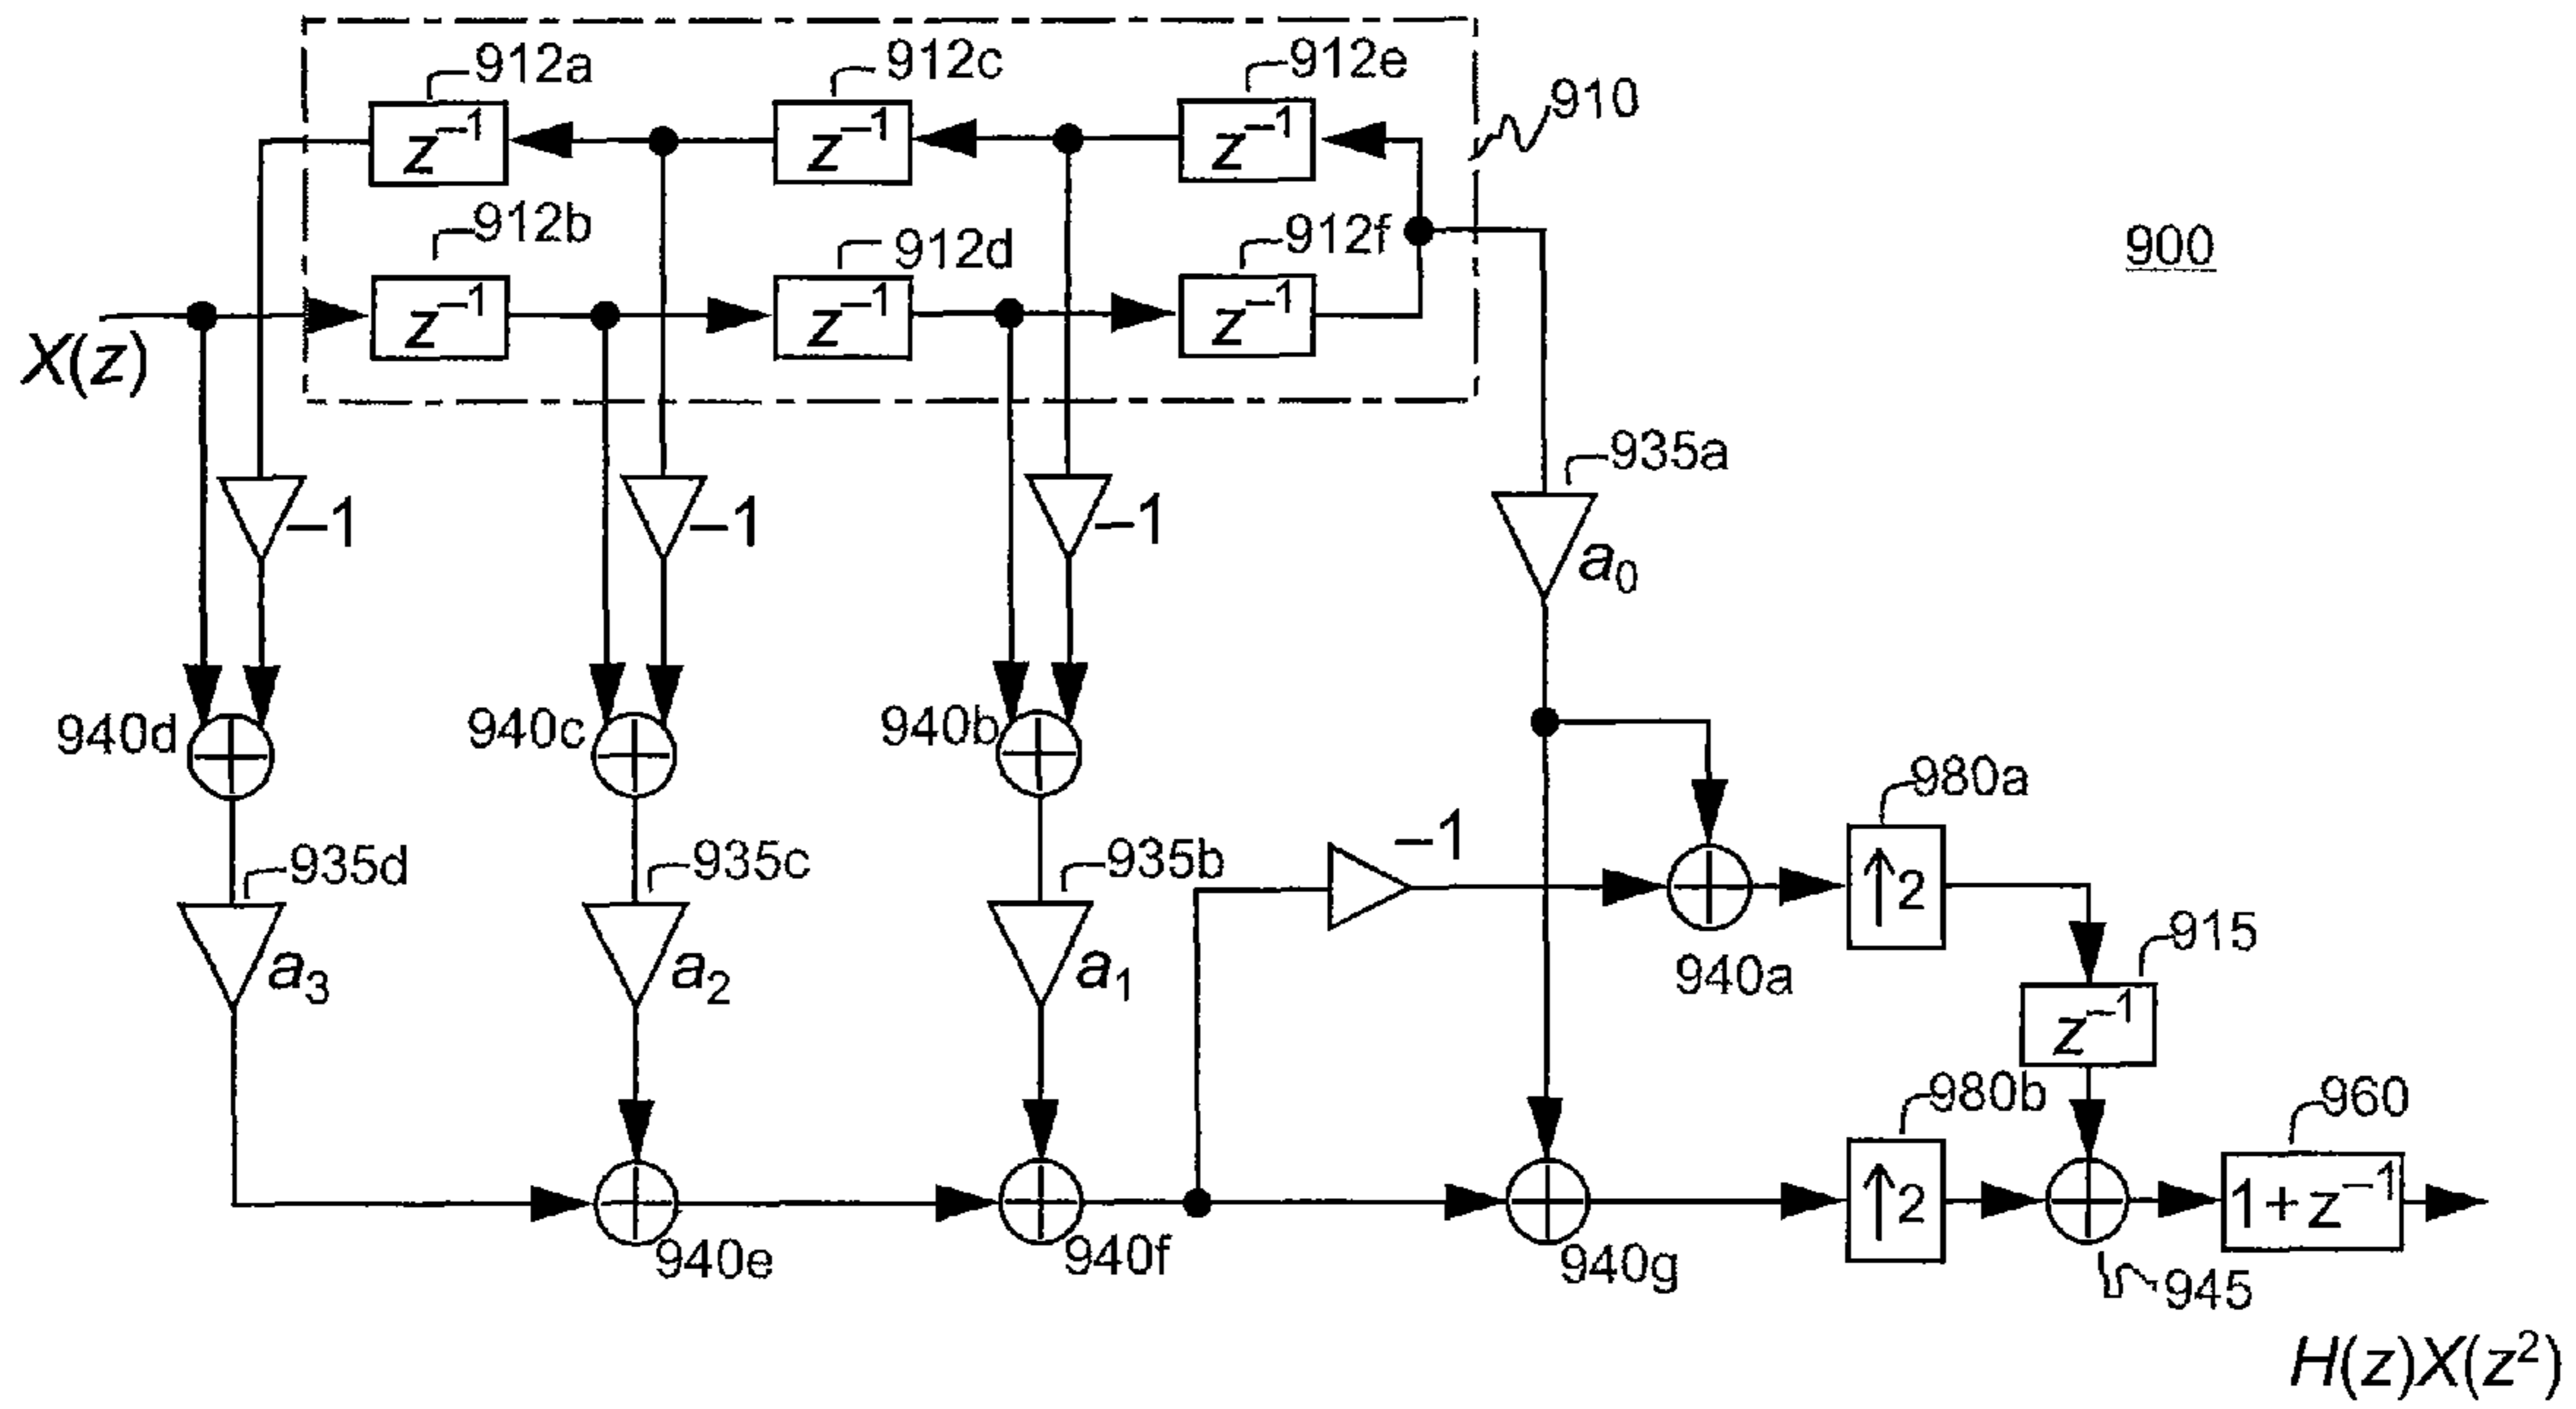 912a
912c
912e
910
z⁻¹
z⁻¹
z⁻¹
912b
912d
912f
900
z⁻¹
z⁻¹
z⁻¹
X(z)
935a
–1
–1
–1
a₀
940d
940c
940b
980a
–1
↑2
935d
935c
935b
915
940a
a₃
a₂
a₁
z⁻¹
980b
960
↑2
1+z⁻¹
940e
940f
940g
945
H(z)X(z²)